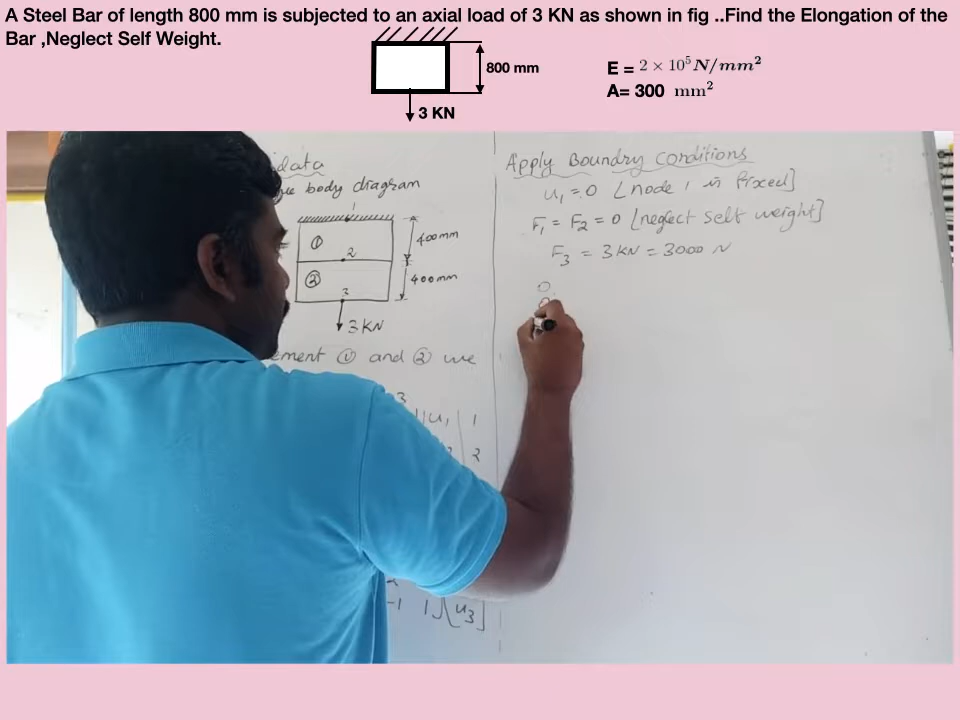 A Steel Bar of length 800 mm is subjected to an axial load of 3 KN as shown in fig ..Find the Elongation of the
Bar ,Neglect Self Weight.
800 mm
3 KN
E = 2 × 10⁵ N/mm²
A= 300 mm²
data
body diagram
1
①
2
400mm
②
3
400mm
3 KN
ement ① and ② we
3
u₁ 1
2
-1 1 u₃
Apply Boundry Conditions
u₁ = 0 [node 1 is fixed]
F₁ = F₂ = 0 [neglect self weight]
F₃ = 3 KN = 3000 N
0